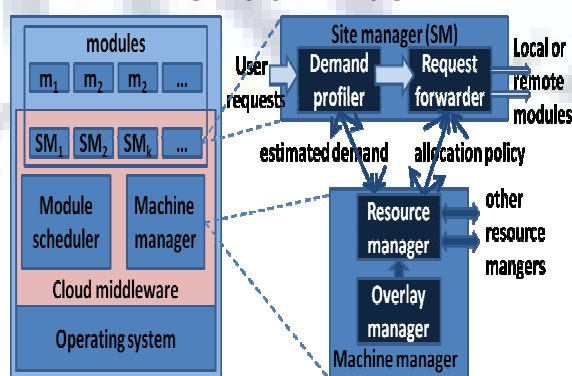 modules
m1 m2 m2 ...
SM1 SM2 SMk ...
Module
scheduler
Machine
manager
Cloud middleware
Operating system
Site manager (SM)
User
requests
Demand
profiler
Request
forwarder
Local or
remote
modules
estimated demand
allocation policy
Resource
manager
other
resource
mangers
Overlay
manager
Machine manager